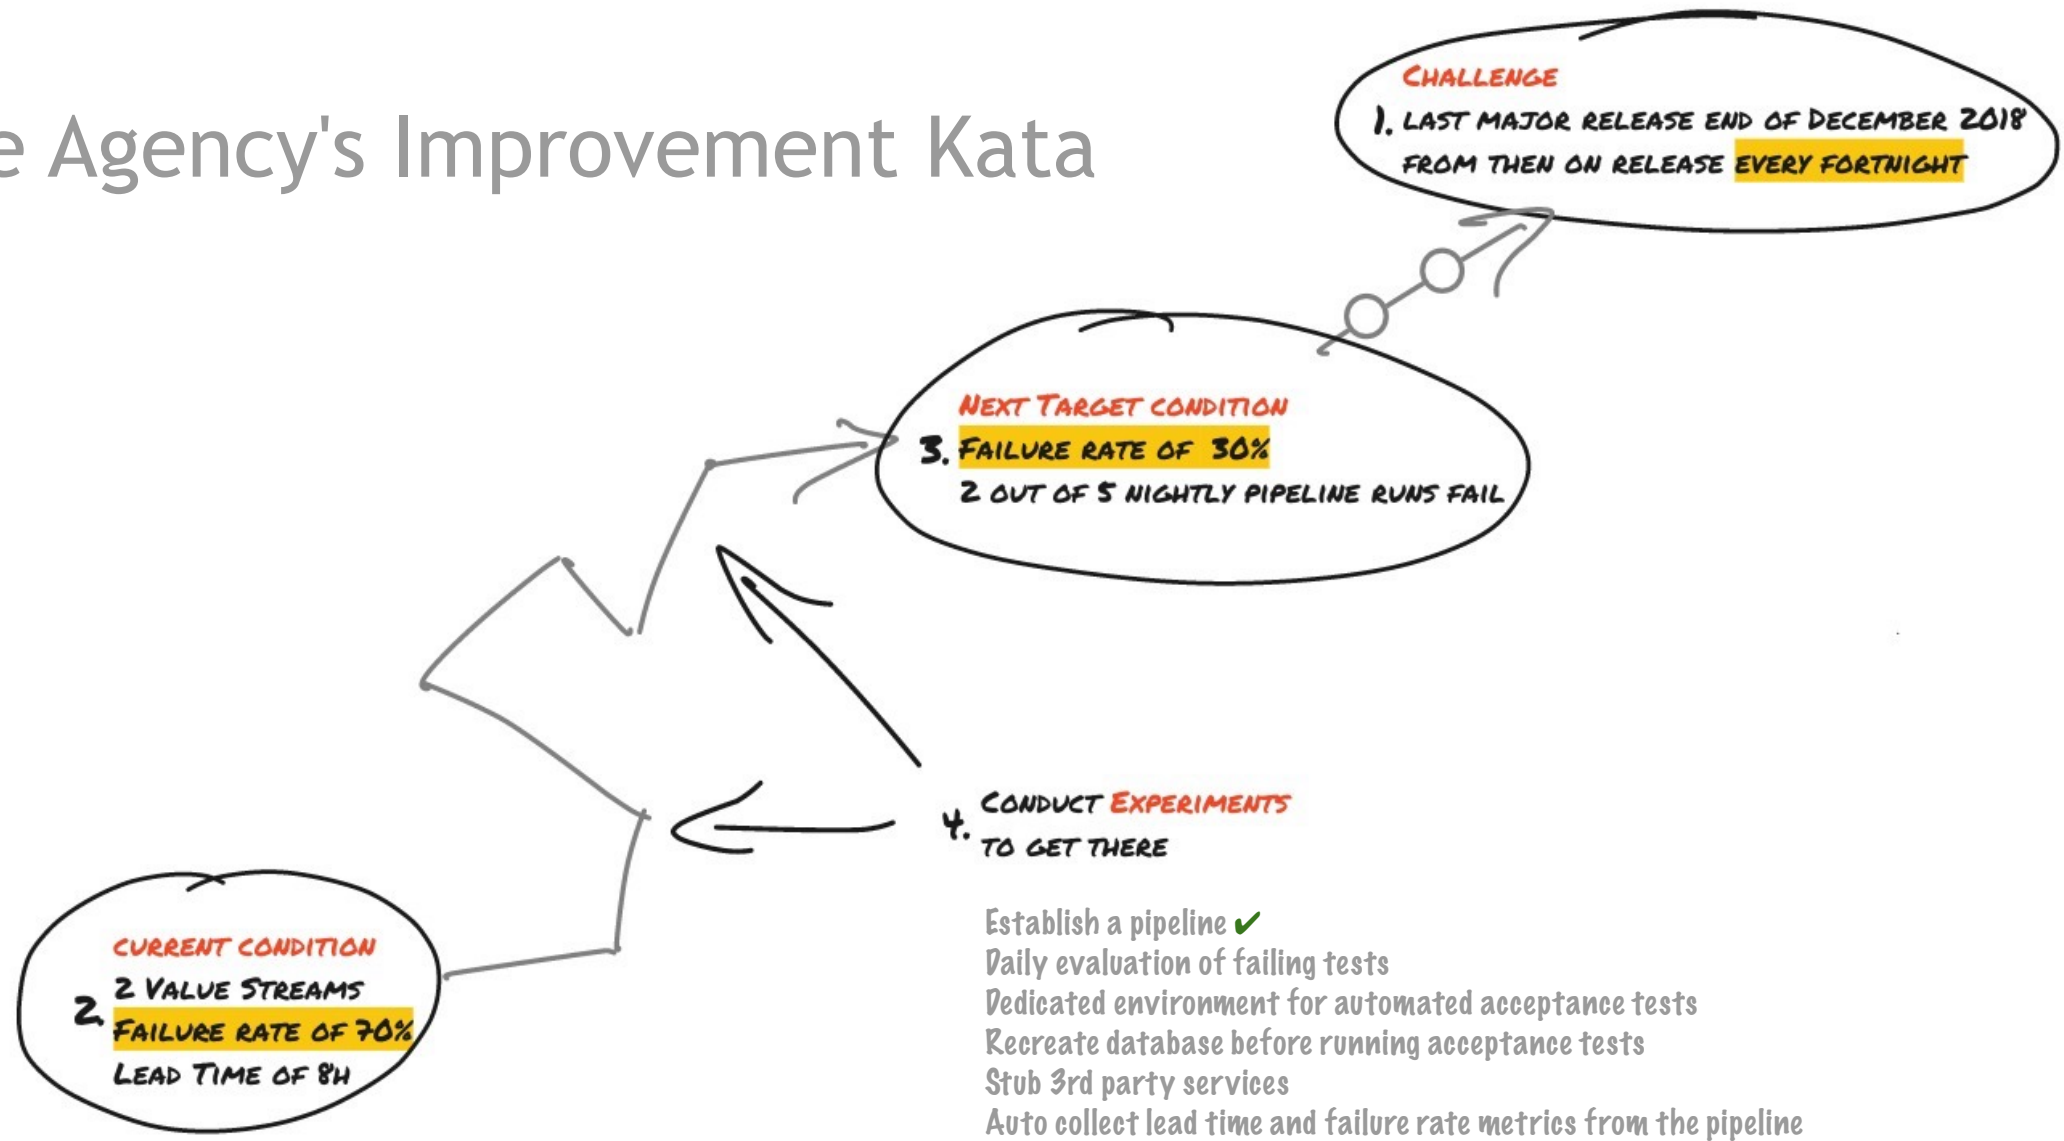 e Agency's Improvement Kata
CHALLENGE
1. LAST MAJOR RELEASE END OF DECEMBER 2018
FROM THEN ON RELEASE EVERY FORTNIGHT
NEXT TARGET CONDITION
3. FAILURE RATE OF 30%
2 OUT OF 5 NIGHTLY PIPELINE RUNS FAIL
4. CONDUCT EXPERIMENTS
TO GET THERE
Establish a pipeline ✔
Daily evaluation of failing tests
Dedicated environment for automated acceptance tests
Recreate database before running acceptance tests
Stub 3rd party services
Auto collect lead time and failure rate metrics from the pipeline
CURRENT CONDITION
2. 2 VALUE STREAMS
FAILURE RATE OF 70%
LEAD TIME OF 8H